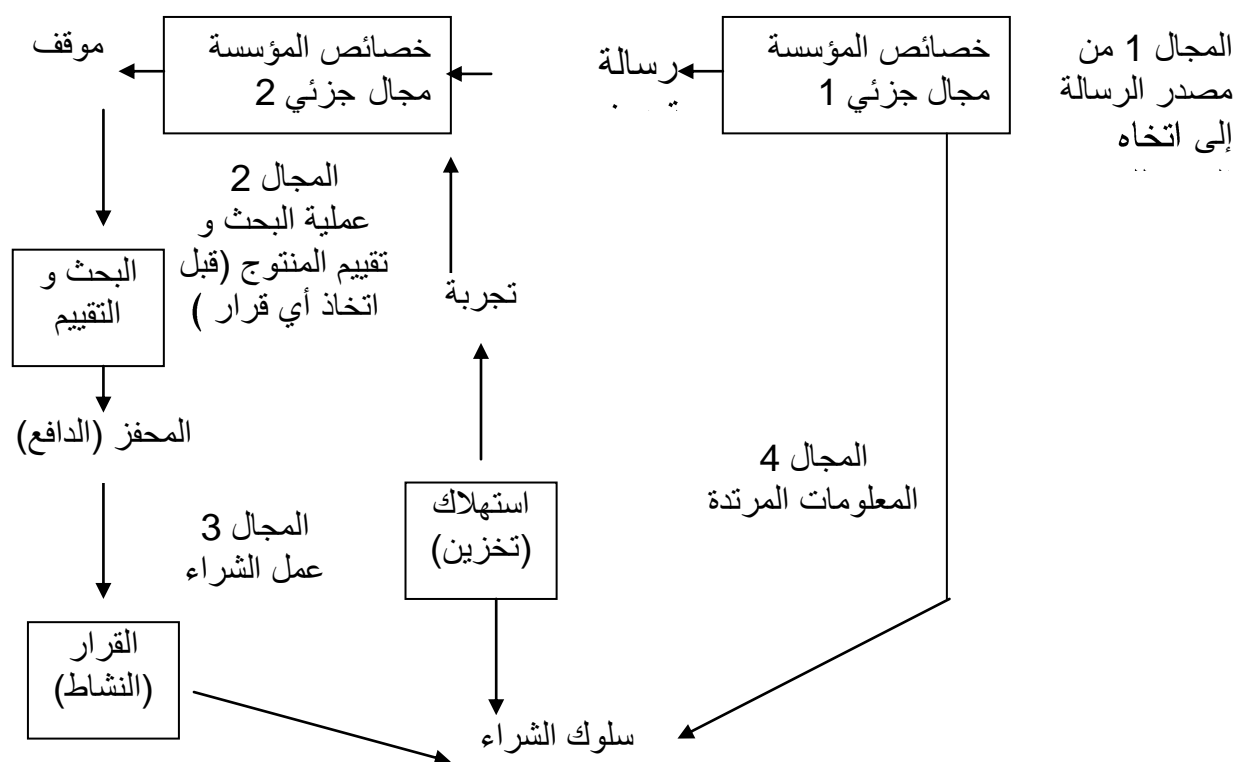 المجال 1 من
مصدر الرسالة
إلى اتخاه
خصائص المؤسسة
مجال جزئي 1
رسالة
خصائص المؤسسة
مجال جزئي 2
موقف
المجال 2
عملية البحث و
تقييم المنتوج (قبل
اتخاذ أي قرار )
البحث و
التقييم
تجربة
المحفز (الدافع)
المجال 4
المعلومات المرتدة
استهلاك
(تخزين)
المجال 3
عمل الشراء
القرار
(النشاط)
سلوك الشراء